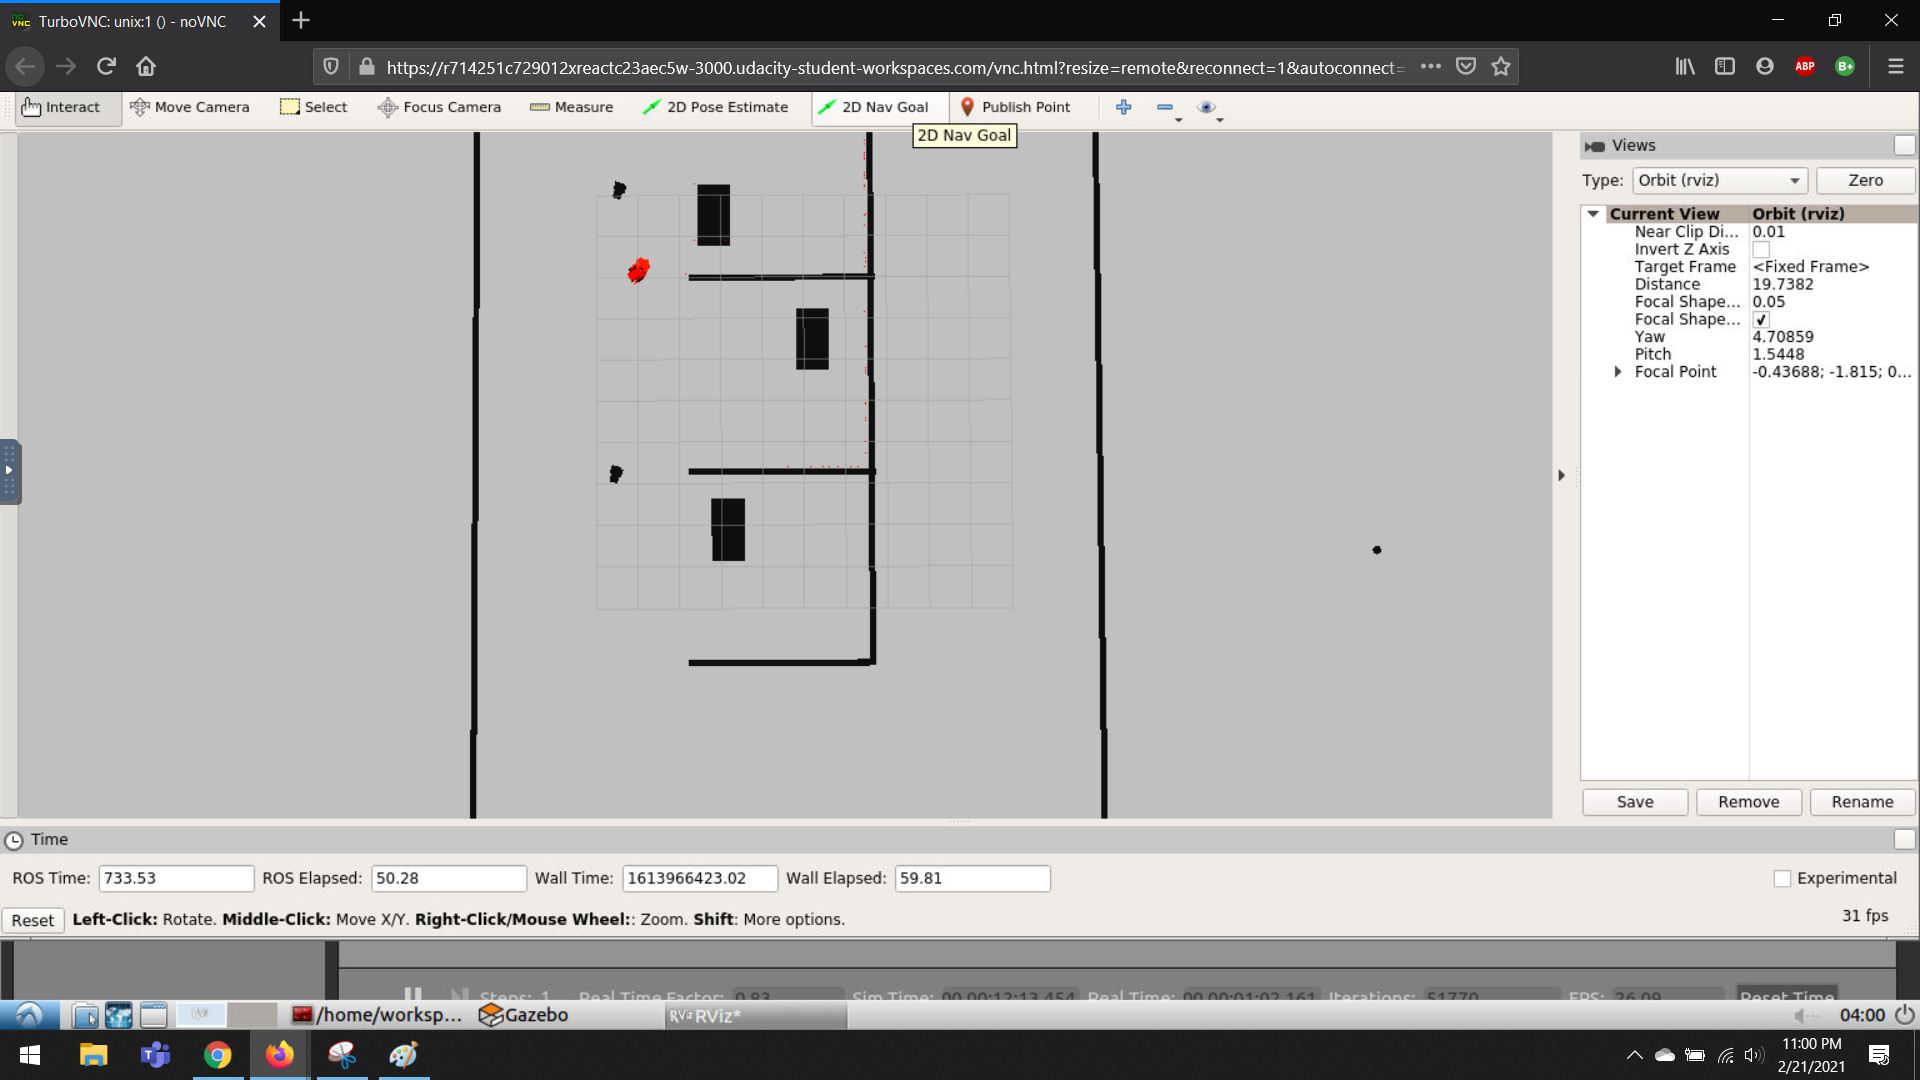 TurboVNC: unix:1 () - noVNC
https://r714251c729012xreactc23aec5w-3000.udacity-student-workspaces.com/vnc.html?resize=remote&reconnect=1&autoconnect=
ABP
B+
Interact Move Camera Select Focus Camera Measure 2D Pose Estimate 2D Nav Goal Publish Point
2D Nav Goal
Views
Type: Orbit (rviz) Zero
Current View Orbit (rviz)
Near Clip Di... 0.01
Invert Z Axis
Target Frame <Fixed Frame>
Distance 19.7382
Focal Shape... 0.05
Focal Shape... ✔
Yaw 4.70859
Pitch 1.5448
Focal Point -0.43688; -1.815; 0...
Save Remove Rename
Time
ROS Time: 733.53 ROS Elapsed: 50.28 Wall Time: 1613966423.02 Wall Elapsed: 59.81 Experimental
Reset Left-Click: Rotate. Middle-Click: Move X/Y. Right-Click/Mouse Wheel:: Zoom. Shift: More options. 31 fps
Steps: 1 Real Time Factor: 0.83 Sim Time: 00 00:12:13.454 Real Time: 00 00:01:02.161 Iterations: 51770 FPS: 26.09 Reset Time
/home/worksp... Gazebo RViz RViz* 04:00
11:00 PM
2/21/2021